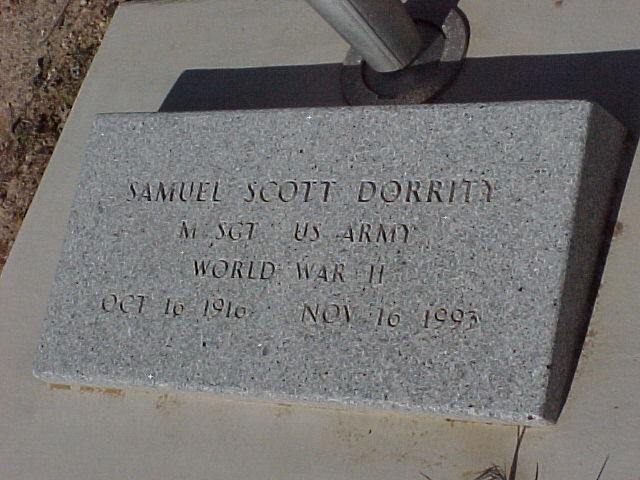 SAMUEL SCOTT DORRITY
M SGT US ARMY
WORLD WAR II
OCT 16 1916 NOV 16 1993